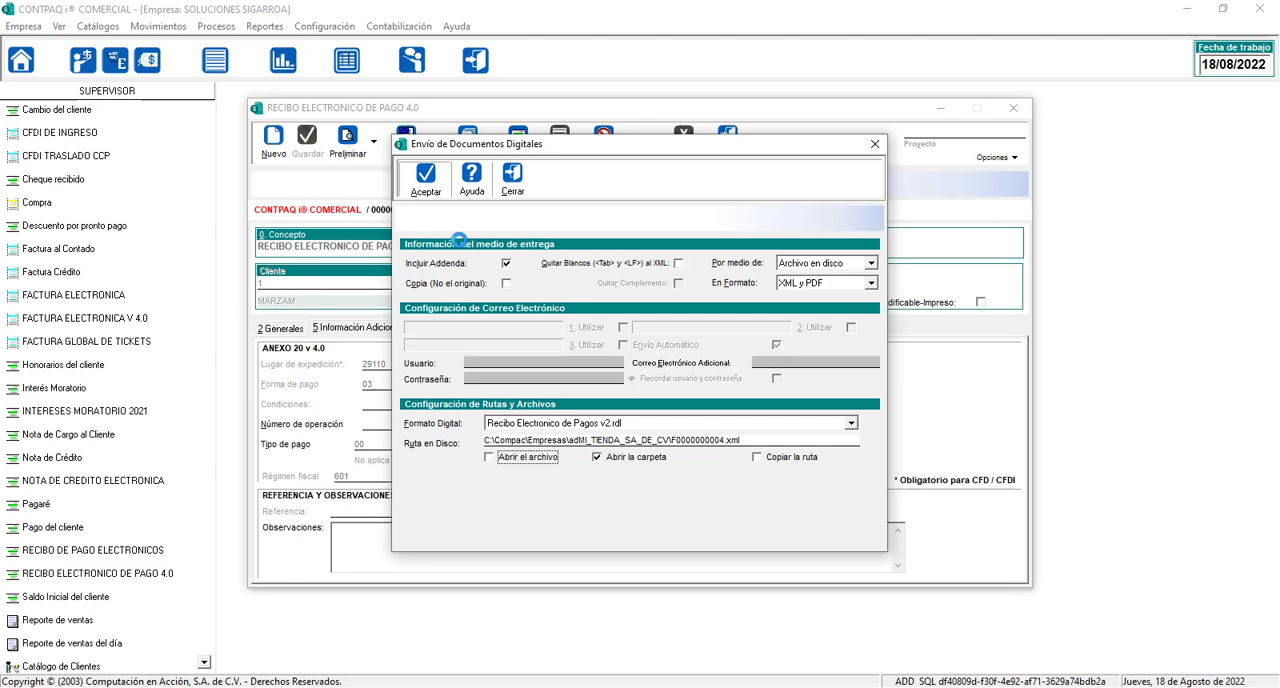 CONTPAQ i® COMERCIAL - [Empresa: SOLUCIONES SIGARROA]
Empresa Ver Catálogos Movimientos Procesos Reportes Configuración Contabilización Ayuda
Fecha de trabajo
18/08/2022
SUPERVISOR
Cambio del cliente
CFDI DE INGRESO
CFDI TRASLADO CCP
Cheque recibido
Compra
Descuento por pronto pago
Factura al Contado
Factura Crédito
FACTURA ELECTRONICA
FACTURA ELECTRONICA V 4.0
FACTURA GLOBAL DE TICKETS
Honorarios del cliente
Interés Moratorio
INTERESES MORATORIO 2021
Nota de Cargo al Cliente
Nota de Crédito
NOTA DE CREDITO ELECTRONICA
Pagaré
Pago del cliente
RECIBO DE PAGO ELECTRONICOS
RECIBO ELECTRONICO DE PAGO 4.0
Saldo Inicial del cliente
Reporte de ventas
Reporte de ventas del día
Catálogo de Clientes
RECIBO ELECTRONICO DE PAGO 4.0
Nuevo Guardar Preliminar
Proyecto
Opciones
CONTPAQ i® COMERCIAL / 0000
0. Concepto
RECIBO ELECTRONICO DE PAG
Cliente
1
MARZAM
dificable-Impreso:
2 Generales 5 Información Adicion
ANEXO 20 v 4.0
Lugar de expedición*: 29110
Forma de pago 03
Condiciones:
Número de operación
Tipo de pago 00
No aplica
Régimen fiscal 601
* Obligatorio para CFD / CFDI
REFERENCIA Y OBSERVACIONE
Referencia:
Observaciones:
Envío de Documentos Digitales
Aceptar Ayuda Cerrar
Información del medio de entrega
Incluir Addenda: Quitar Blancos (<Tab> y <LF>) al XML: Por medio de: Archivo en disco
Copia (No el original): Quitar Complemento: En Formato: XML y PDF
Configuración de Correo Electrónico
1. Utilizar 2. Utilizar
3. Utilizar Envío Automático
Usuario: Correo Electrónico Adicional:
Contraseña: Recordar usuario y contraseña
Configuración de Rutas y Archivos
Formato Digital: Recibo Electronico de Pagos v2.rdl
Ruta en Disco: C:\Compac\Empresas\adMI_TIENDA_SA_DE_CV\F0000000004.xml
Abrir el archivo Abrir la carpeta Copiar la ruta
Copyright © (2003) Computación en Acción, S.A. de C.V. - Derechos Reservados.
ADD SQL df40809d-f30f-4e92-af71-3629a74bdb2a Jueves, 18 de Agosto de 2022